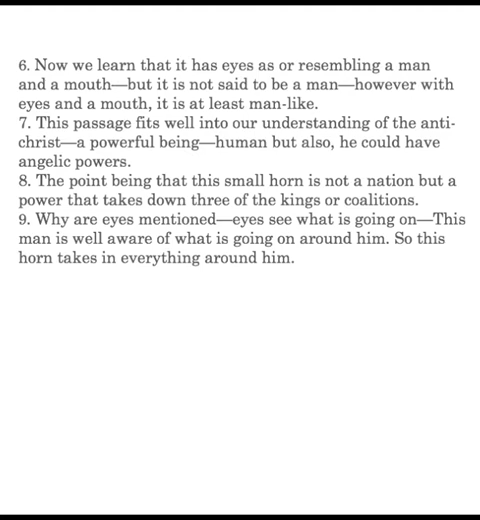 6. Now we learn that it has eyes as or resembling a man
and a mouth—but it is not said to be a man—however with
eyes and a mouth, it is at least man-like.
7. This passage fits well into our understanding of the anti-
christ—a powerful being—human but also, he could have
angelic powers.
8. The point being that this small horn is not a nation but a
power that takes down three of the kings or coalitions.
9. Why are eyes mentioned—eyes see what is going on—This
man is well aware of what is going on around him. So this
horn takes in everything around him.